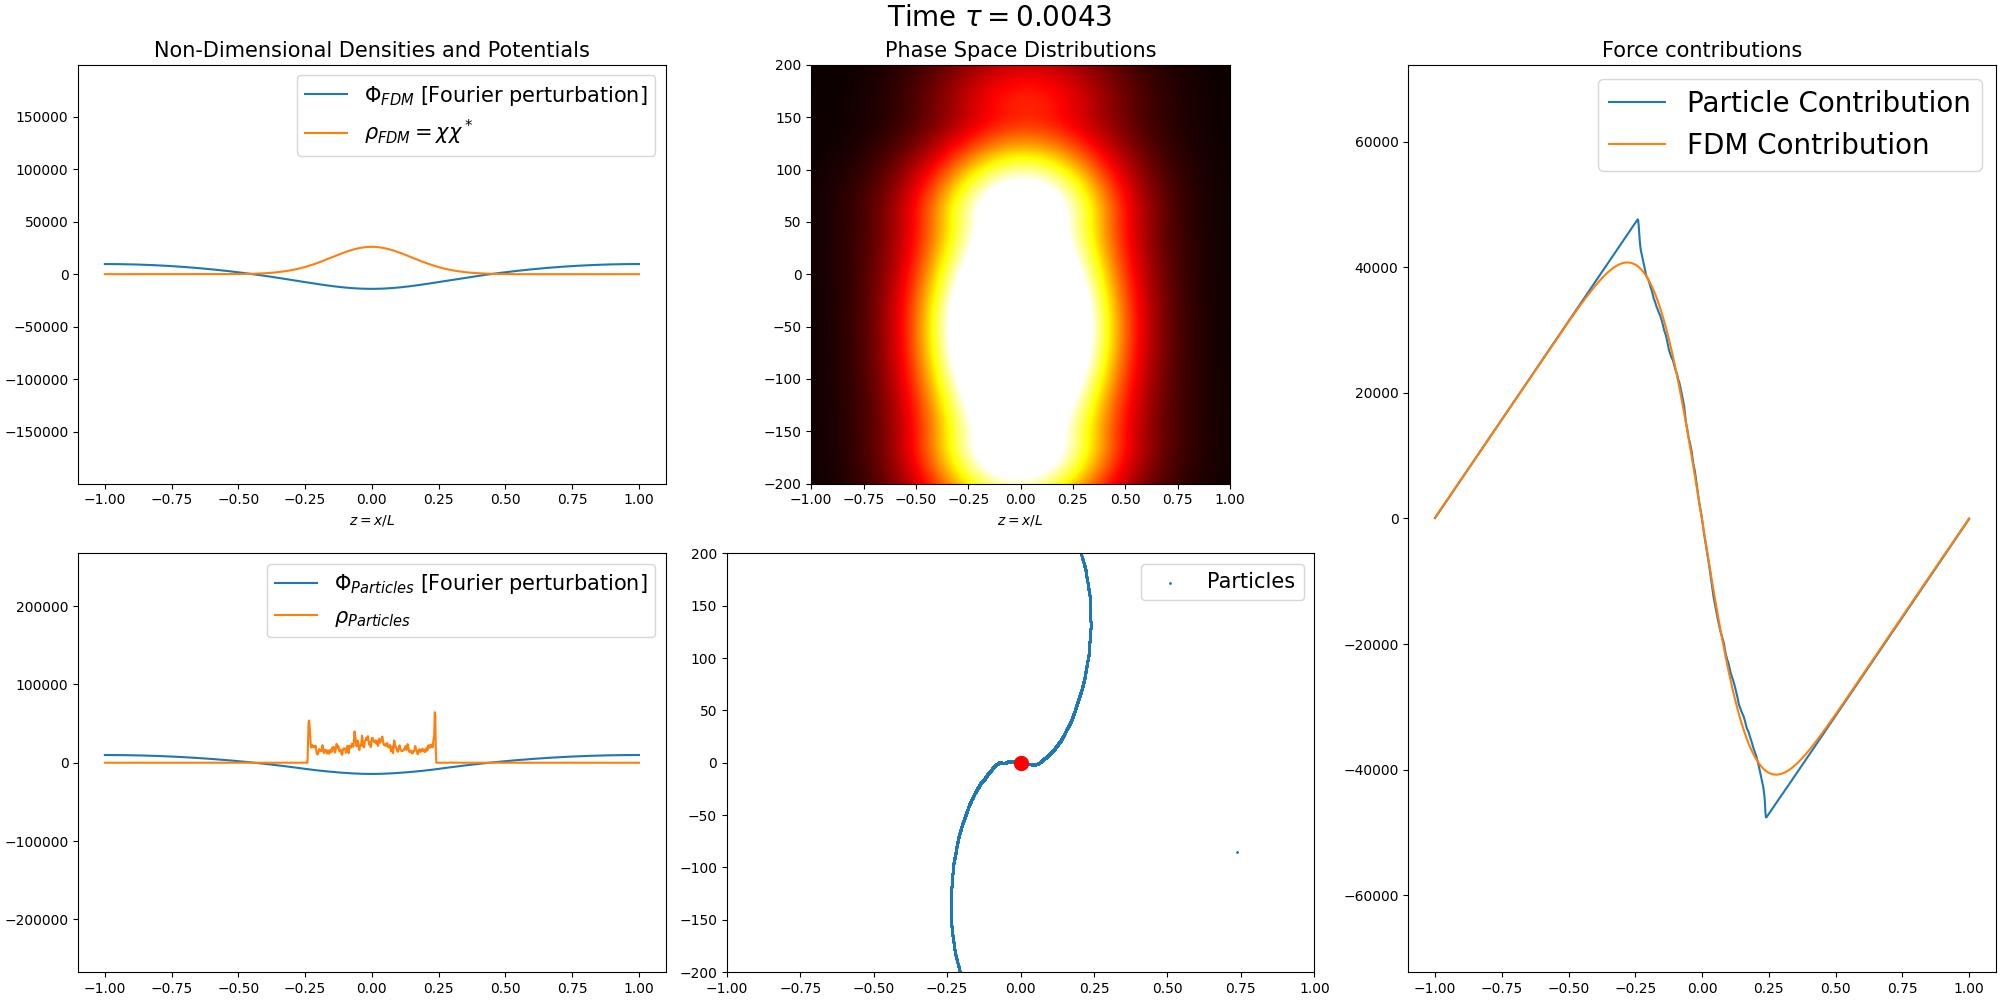 Time τ = 0.0043
Non-Dimensional Densities and Potentials
Φ_FDM [Fourier perturbation]
ρ_FDM = χχ*
150000
100000
50000
0
−50000
−100000
−150000
−1.00 −0.75 −0.50 −0.25 0.00 0.25 0.50 0.75 1.00
z = x/L
Phase Space Distributions
200
150
100
50
0
−50
−100
−150
−200
−1.00 −0.75 −0.50 −0.25 0.00 0.25 0.50 0.75 1.00
z = x/L
Force contributions
Particle Contribution
FDM Contribution
60000
40000
20000
0
−20000
−40000
−60000
−1.00 −0.75 −0.50 −0.25 0.00 0.25 0.50 0.75 1.00
Φ_Particles [Fourier perturbation]
ρ_Particles
200000
100000
0
−100000
−200000
−1.00 −0.75 −0.50 −0.25 0.00 0.25 0.50 0.75 1.00
Particles
200
150
100
50
0
−50
−100
−150
−200
−1.00 −0.75 −0.50 −0.25 0.00 0.25 0.50 0.75 1.00